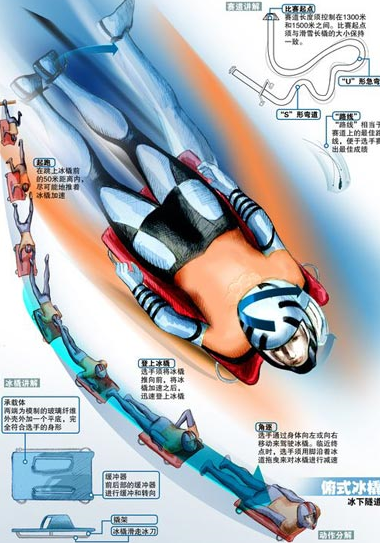 赛道讲解
比赛起点
赛道长度须控制在1300米
和1500米之间。比赛起点
须与滑雪长橇的大小保持
一致。
“U”形急弯
“S”形弯道
“路线”
“路线”相当于
赛道上的最佳路
线，便于选手赛
出最佳成绩
起跑
在跳上冰橇前
的50米距离内，
尽可能地推着
冰橇加速
登上冰橇
选手须将冰橇
推向前，将冰
橇加速之后，
迅速登上冰橇
冰橇讲解
承载体
两端为模制的玻璃纤维
外壳外加一个平底，完
全符合选手的身形
角逐
选手通过身体向左或向右
移动来驾驶冰橇。临近终
点时，选手须用脚沿着冰
道拖曳来对冰橇进行减速
缓冲器
前后部的缓冲器
进行缓冲和转向
俯式冰橇
冰下隧道
橇架
冰橇滑走冰刀
动作分解